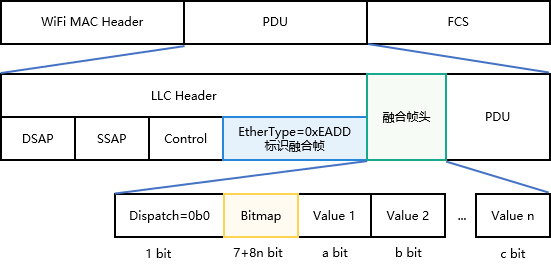 WiFi MAC Header
PDU
FCS
LLC Header
DSAP
SSAP
Control
EtherType=0xEADD
标识融合帧
融合帧头
PDU
Dispatch=0b0
Bitmap
Value 1
Value 2
...
Value n
1 bit
7+8n bit
a bit
b bit
c bit